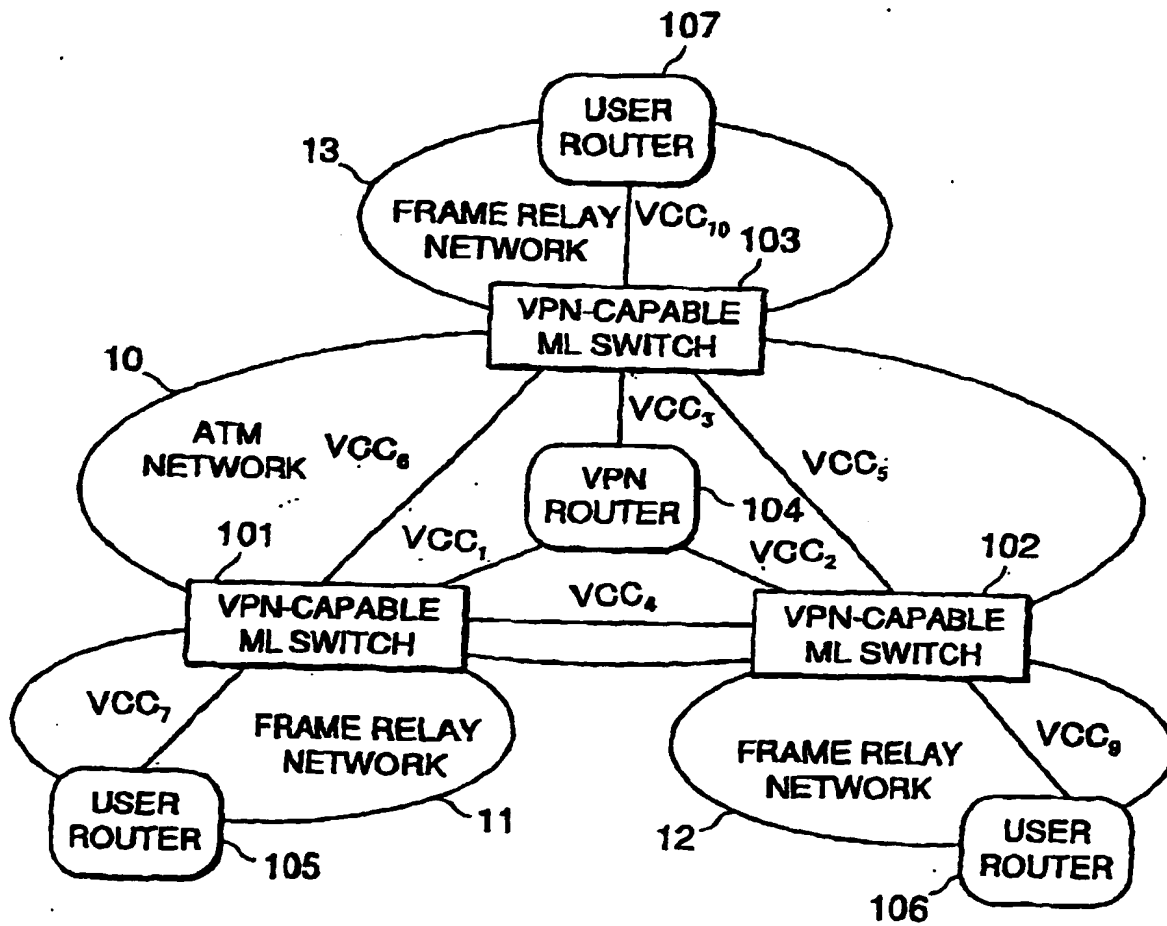 107
USER
ROUTER
13
FRAME RELAY
NETWORK
VCC₁₀
103
VPN-CAPABLE
ML SWITCH
10
ATM
NETWORK
VCC₆
VCC₃
VCC₅
VPN
ROUTER
104
101
VCC₁
VCC₂
102
VPN-CAPABLE
ML SWITCH
VCC₄
VPN-CAPABLE
ML SWITCH
VCC₇
FRAME RELAY
NETWORK
FRAME RELAY
NETWORK
VCC₉
USER
ROUTER
105
11
12
USER
ROUTER
106